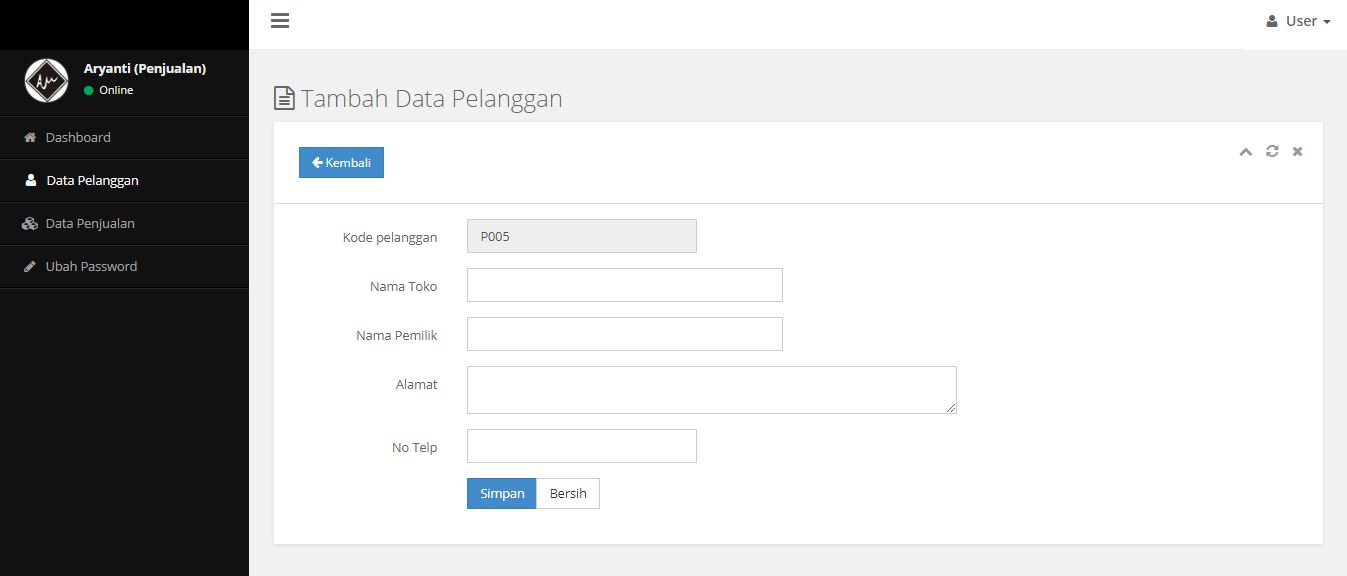 User
Aryanti (Penjualan)
Online
Dashboard
Data Pelanggan
Data Penjualan
Ubah Password
Tambah Data Pelanggan
Kembali
Kode pelanggan
P005
Nama Toko
Nama Pemilik
Alamat
No Telp
Simpan
Bersih